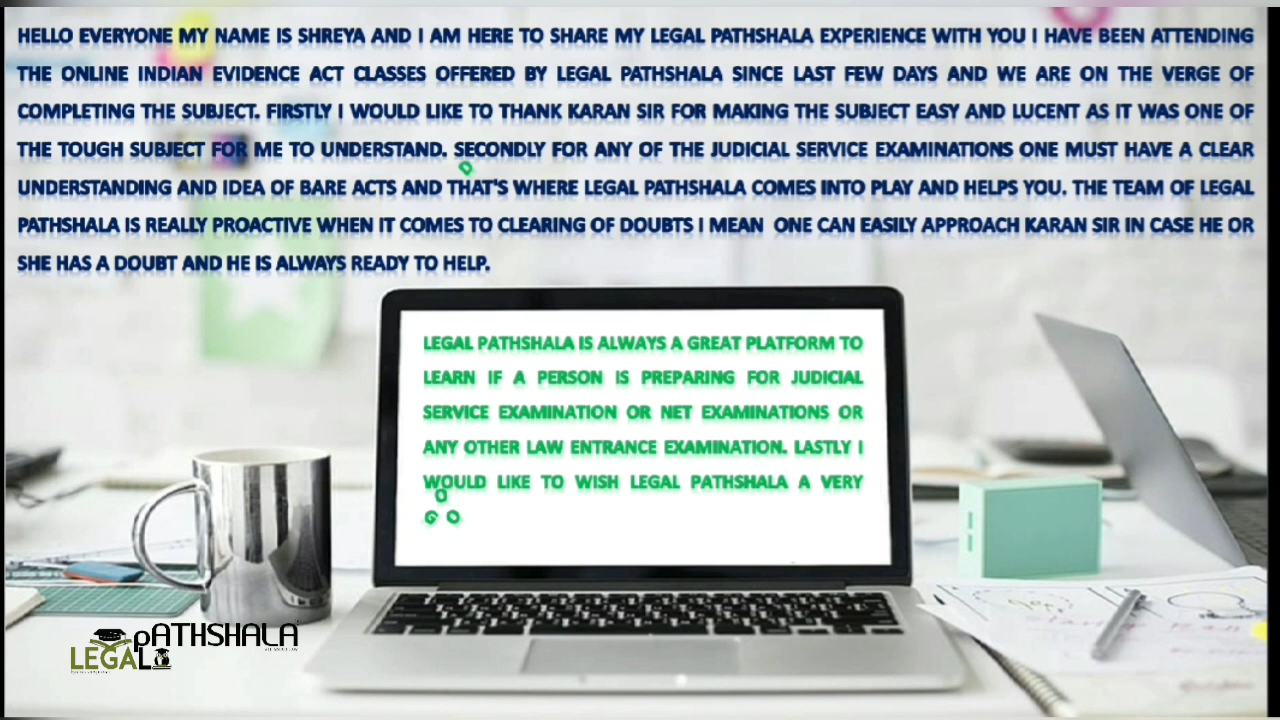 HELLO EVERYONE MY NAME IS SHREYA AND I AM HERE TO SHARE MY LEGAL PATHSHALA EXPERIENCE WITH YOU I HAVE BEEN ATTENDING
THE ONLINE INDIAN EVIDENCE ACT CLASSES OFFERED BY LEGAL PATHSHALA SINCE LAST FEW DAYS AND WE ARE ON THE VERGE OF
COMPLETING THE SUBJECT. FIRSTLY I WOULD LIKE TO THANK KARAN SIR FOR MAKING THE SUBJECT EASY AND LUCENT AS IT WAS ONE OF
THE TOUGH SUBJECT FOR ME TO UNDERSTAND. SECONDLY FOR ANY OF THE JUDICIAL SERVICE EXAMINATIONS ONE MUST HAVE A CLEAR
UNDERSTANDING AND IDEA OF BARE ACTS AND THAT'S WHERE LEGAL PATHSHALA COMES INTO PLAY AND HELPS YOU. THE TEAM OF LEGAL
PATHSHALA IS REALLY PROACTIVE WHEN IT COMES TO CLEARING OF DOUBTS I MEAN ONE CAN EASILY APPROACH KARAN SIR IN CASE HE OR
SHE HAS A DOUBT AND HE IS ALWAYS READY TO HELP.
LEGAL PATHSHALA IS ALWAYS A GREAT PLATFORM TO
LEARN IF A PERSON IS PREPARING FOR JUDICIAL
SERVICE EXAMINATION OR NET EXAMINATIONS OR
ANY OTHER LAW ENTRANCE EXAMINATION. LASTLY I
WOULD LIKE TO WISH LEGAL PATHSHALA A VERY
G O O D
pATHSHALA
LEGAL